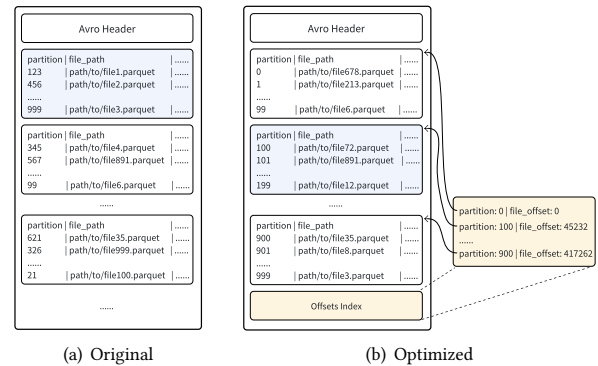 Avro Header
partition | file_path | ......
123 | path/to/file1.parquet | ......
456 | path/to/file2.parquet | ......
......
999 | path/to/file3.parquet | ......
partition | file_path | ......
345 | path/to/file4.parquet | ......
567 | path/to/file891.parquet | ......
......
99 | path/to/file6.parquet | ......
......
partition | file_path | ......
621 | path/to/file35.parquet | ......
326 | path/to/file999.parquet | ......
......
21 | path/to/file100.parquet | ......
......
(a) Original
Avro Header
partition | file_path | ......
0 | path/to/file678.parquet | ......
1 | path/to/file213.parquet | ......
......
99 | path/to/file6.parquet | ......
partition | file_path | ......
100 | path/to/file72.parquet | ......
101 | path/to/file891.parquet | ......
......
199 | path/to/file12.parquet | ......
......
partition | file_path | ......
900 | path/to/file35.parquet | ......
901 | path/to/file8.parquet | ......
......
999 | path/to/file3.parquet | ......
Offsets Index
partition: 0 | file_offset: 0
partition: 100 | file_offset: 45232
......
partition: 900 | file_offset: 417262
(b) Optimized